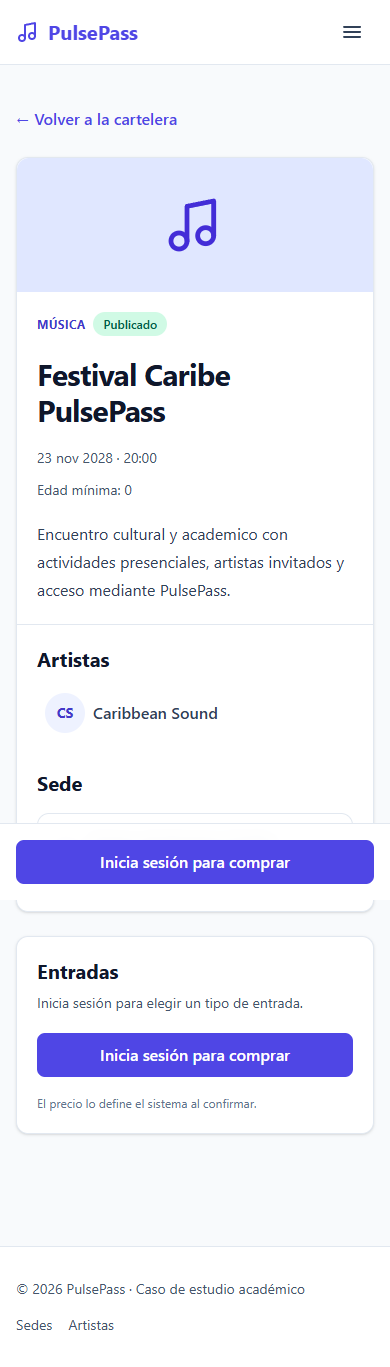 PulsePass
← Volver a la cartelera
MÚSICA Publicado
Festival Caribe
PulsePass
23 nov 2028 · 20:00
Edad mínima: 0
Encuentro cultural y academico con
actividades presenciales, artistas invitados y
acceso mediante PulsePass.
Artistas
CS Caribbean Sound
Sede
Inicia sesión para comprar
Entradas
Inicia sesión para elegir un tipo de entrada.
Inicia sesión para comprar
El precio lo define el sistema al confirmar.
© 2026 PulsePass · Caso de estudio académico
Sedes Artistas